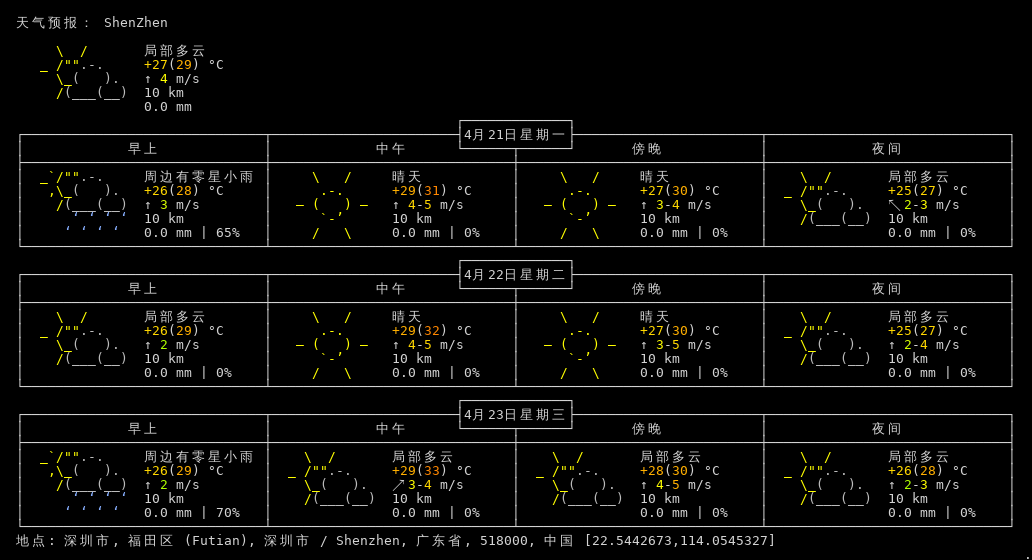 天气预报： ShenZhen
局部多云
+27(29) °C
↑ 4 m/s
10 km
0.0 mm
4月21日星期一
早上 中午 傍晚 夜间
周边有零星小雨 晴天 晴天 局部多云
+26(28) °C +29(31) °C +27(30) °C +25(27) °C
↑ 3 m/s ↑ 4-5 m/s ↑ 3-4 m/s ↖ 2-3 m/s
10 km 10 km 10 km 10 km
0.0 mm | 65% 0.0 mm | 0% 0.0 mm | 0% 0.0 mm | 0%
4月22日星期二
早上 中午 傍晚 夜间
局部多云 晴天 晴天 局部多云
+26(29) °C +29(32) °C +27(30) °C +25(27) °C
↑ 2 m/s ↑ 4-5 m/s ↑ 3-5 m/s ↑ 2-4 m/s
10 km 10 km 10 km 10 km
0.0 mm | 0% 0.0 mm | 0% 0.0 mm | 0% 0.0 mm | 0%
4月23日星期三
早上 中午 傍晚 夜间
周边有零星小雨 局部多云 局部多云 局部多云
+26(29) °C +29(33) °C +28(30) °C +26(28) °C
↑ 2 m/s ↗ 3-4 m/s ↑ 4-5 m/s ↑ 2-3 m/s
10 km 10 km 10 km 10 km
0.0 mm | 70% 0.0 mm | 0% 0.0 mm | 0% 0.0 mm | 0%
地点: 深圳市, 福田区 (Futian), 深圳市 / Shenzhen, 广东省, 518000, 中国 [22.5442673,114.0545327]